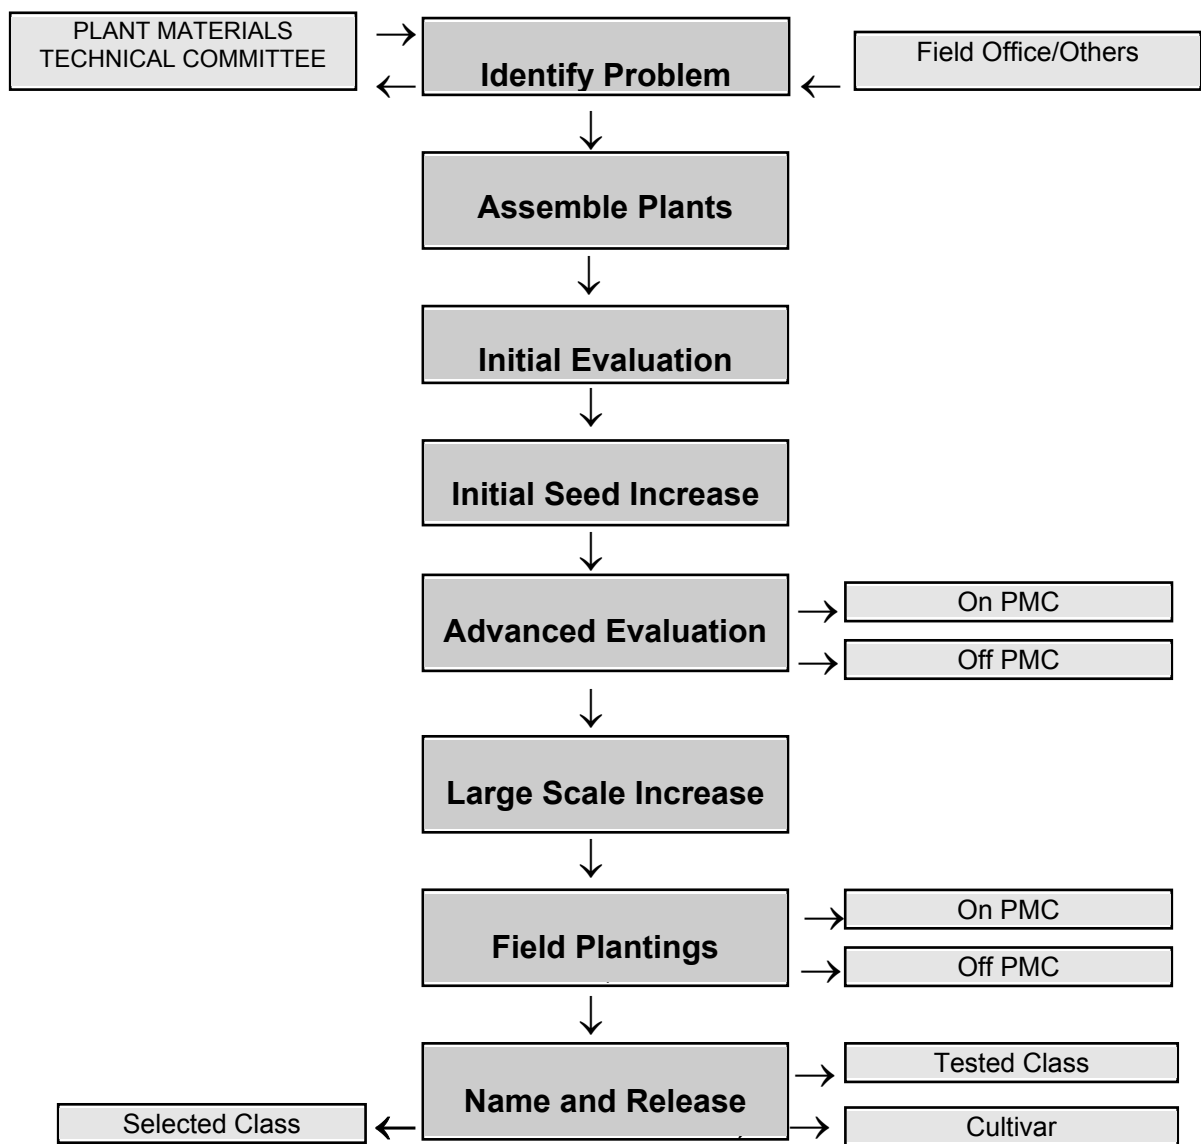 PLANT MATERIALS
TECHNICAL COMMITTEE
Identify Problem
Field Office/Others
Assemble Plants
Initial Evaluation
Initial Seed Increase
Advanced Evaluation
On PMC
Off PMC
Large Scale Increase
Field Plantings
On PMC
Off PMC
Name and Release
Tested Class
Selected Class
Cultivar